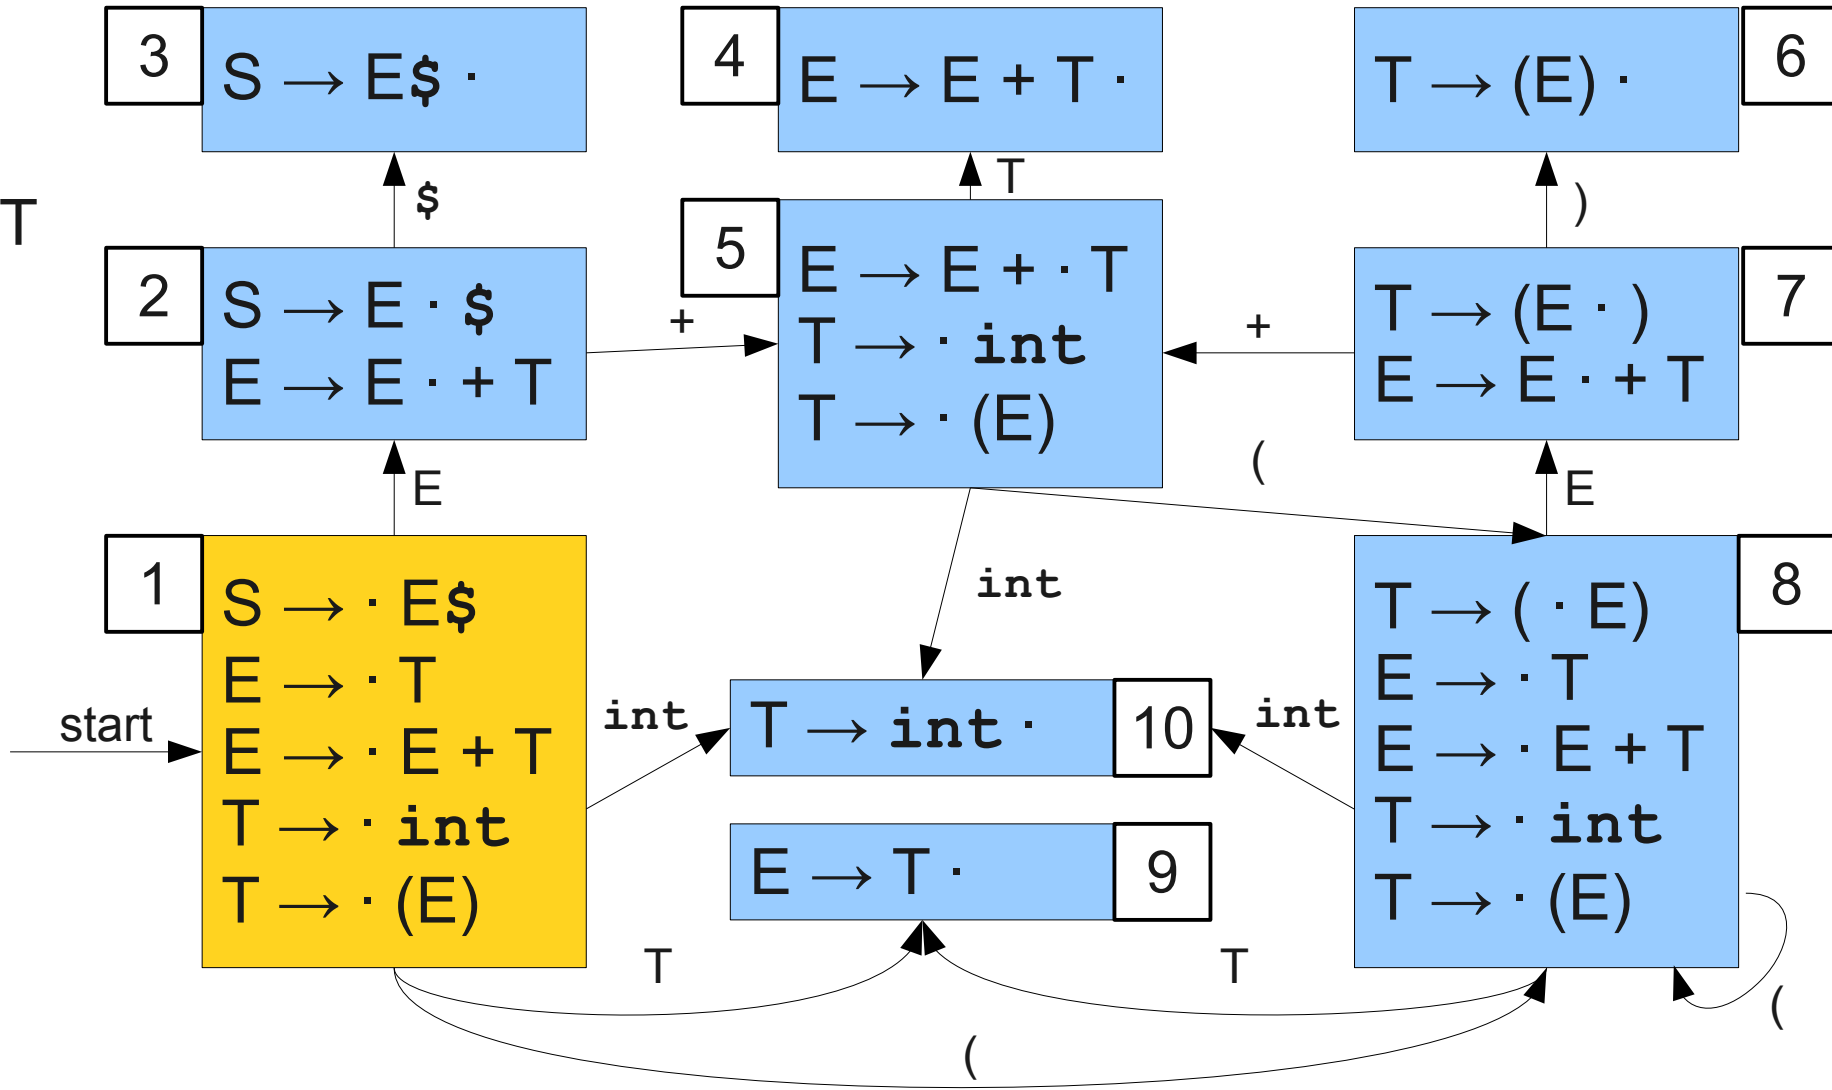 3
S → E$ ·
4
E → E + T ·
T → (E) ·
6
$
T
)
T
2
S → E · $
E → E · + T
+
5
E → E + · T
T → · int
T → · (E)
+
T → (E · )
E → E · + T
7
E
(
E
1
S → · E$
E → · T
E → · E + T
T → · int
T → · (E)
start
int
int
T → int ·
10
int
E → T ·
9
T → ( · E)
E → · T
E → · E + T
T → · int
T → · (E)
8
T
T
(
(